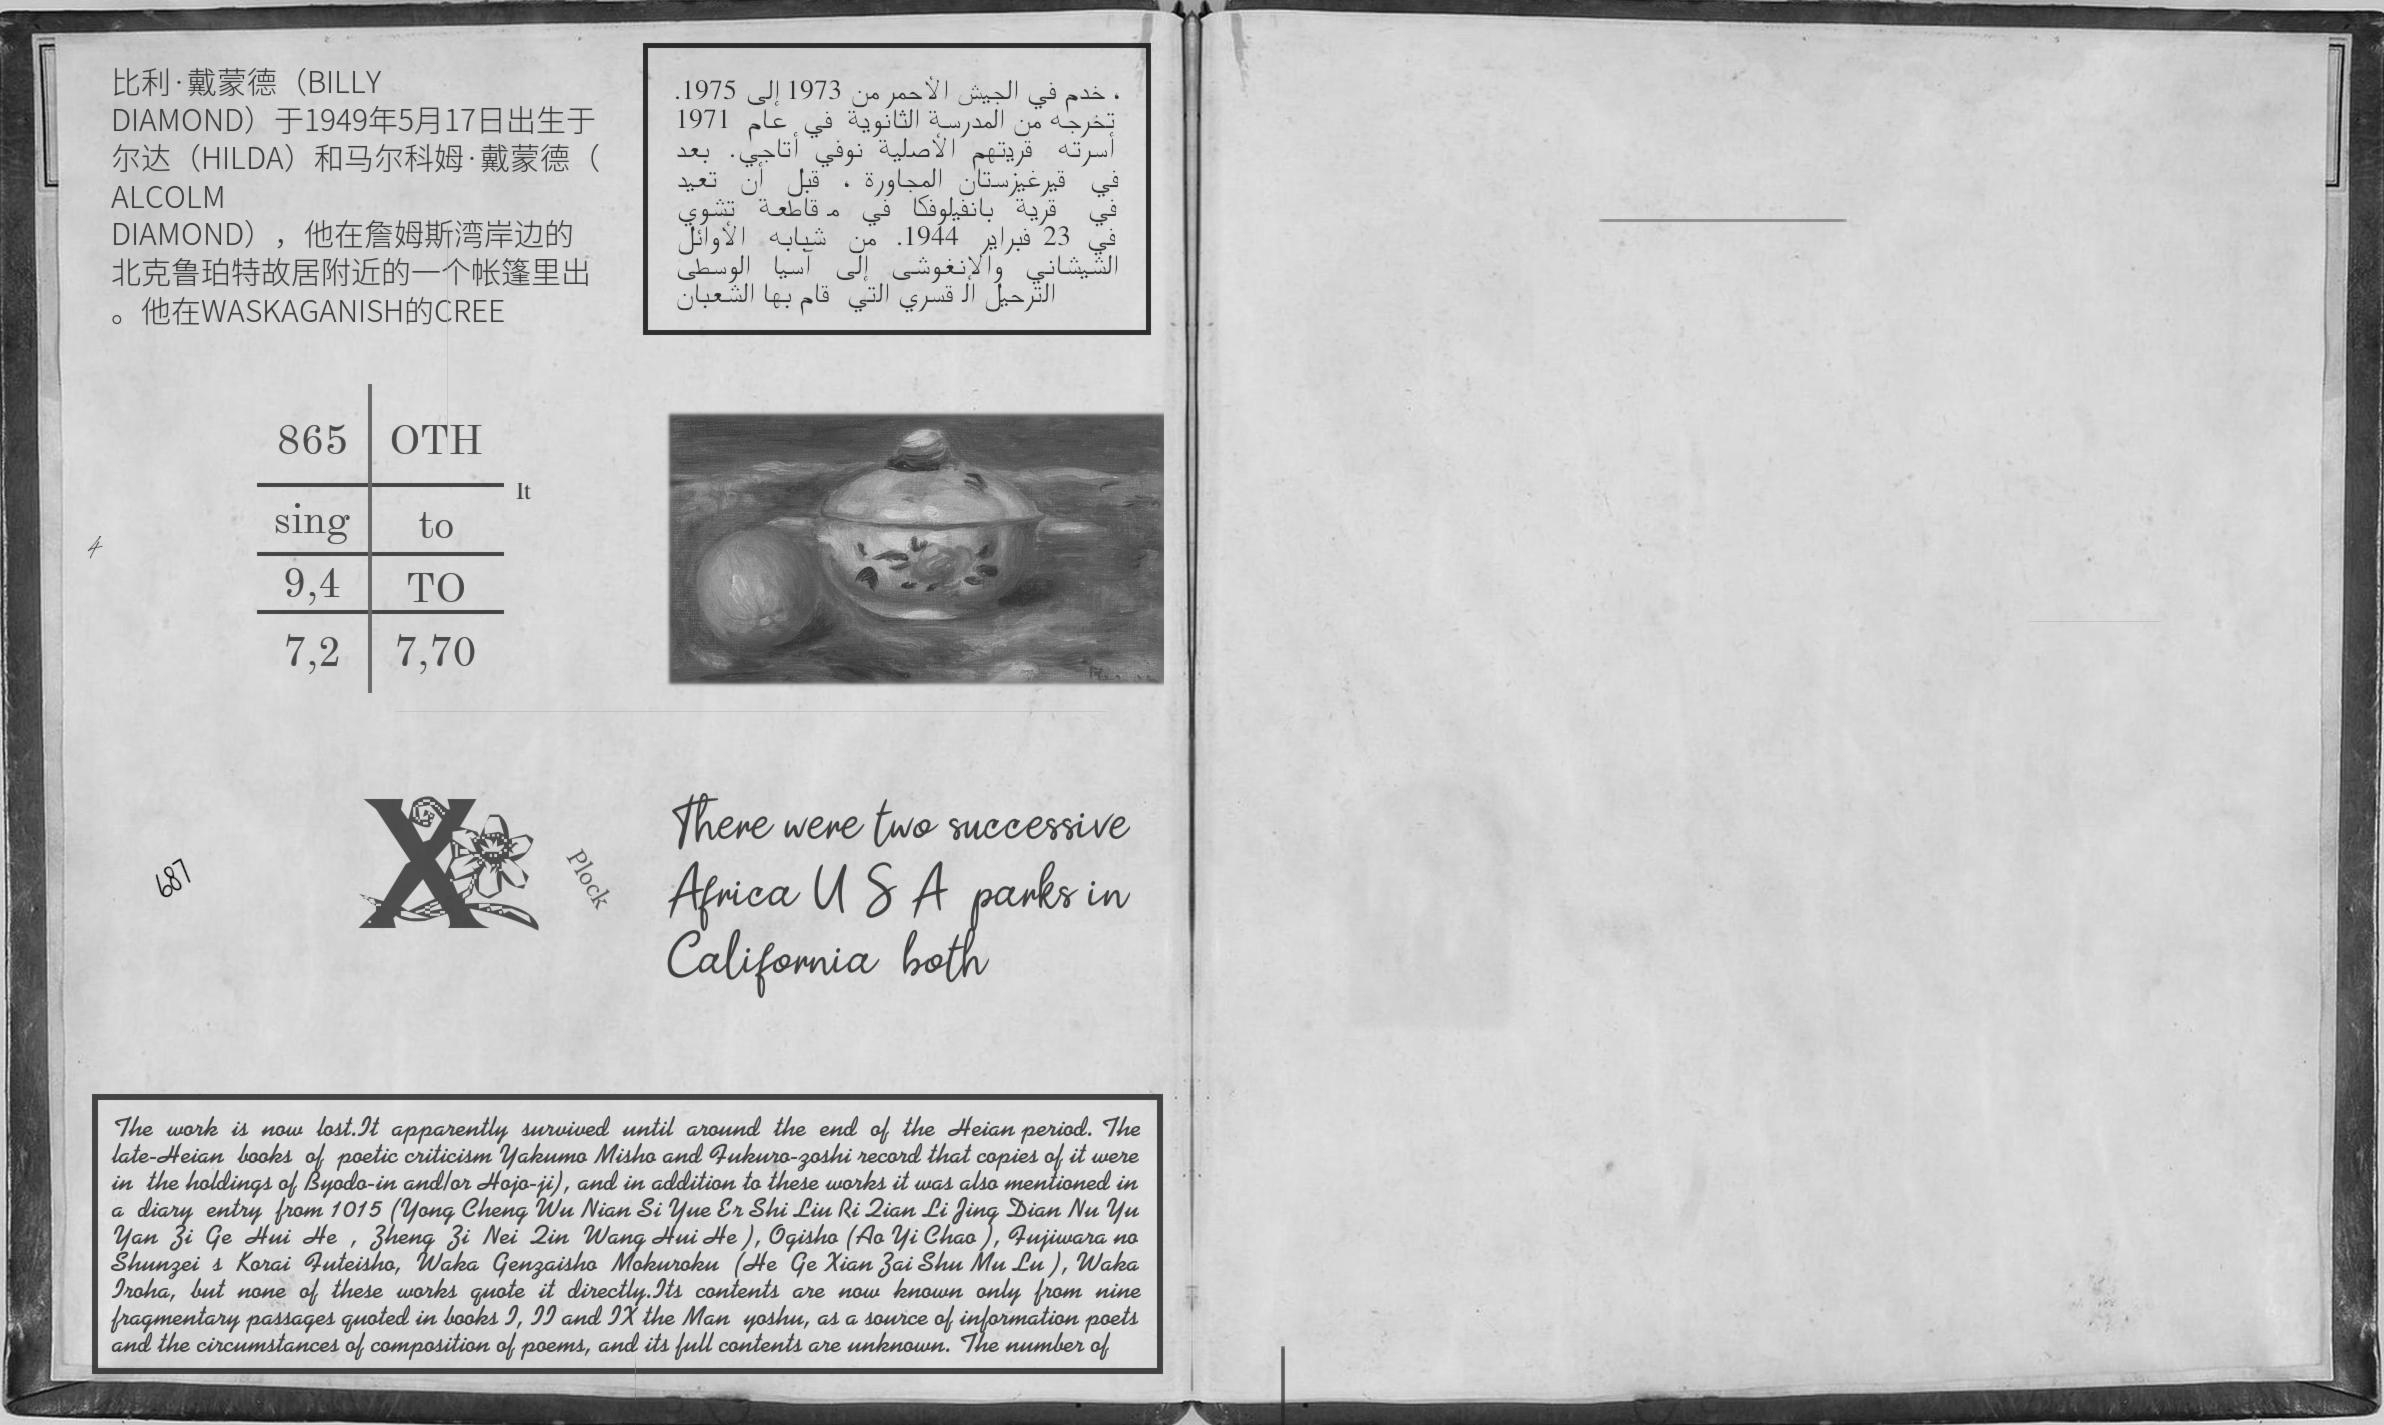 比利·戴蒙德（BILLY
DIAMOND）于1949年5月17日出生于
尔达（HILDA）和马尔科姆·戴蒙德（
ALCOLM
DIAMOND），他在詹姆斯湾岸边的
北克鲁珀特故居附近的一个帐篷里出
。他在WASKAGANISH的CREE
، خدم في الجيش الأحمر من 1973 إلى 1975.
تخرجه من المدرسة الثانوية في عام 1971
أسرته قريتهم الأصلية نوفي أتاجي. بعد
في قيرغيزستان المجاورة ، قبل أن تعيد
في قرية بانفيلوفكا في مقاطعة تشوي
في 23 فبراير 1944. من شبابه الأوائل
الشيشاني والإنغوشى إلى آسيا الوسطى
الترحيل القسري التي قام بها الشعبان
865 OTH
It
sing to
4
9,4 TO
7,2 7,70
X
687
Plock
There were two successive
Africa U S A parks in
California both
The work is now lost.It apparently survived until around the end of the Heian period. The
late-Heian books of poetic criticism Yakumo Misho and Fukuro-zoshi record that copies of it were
in the holdings of Byodo-in and/or Hojo-ji), and in addition to these works it was also mentioned in
a diary entry from 1015 (Yong Cheng Wu Nian Si Yue Er Shi Liu Ri Qian Li Jing Dian Nu Yu
Yan Zi Ge Hui He , Zheng Zi Nei Qin Wang Hui He ), Ogisho (Ao Yi Chao ), Fujiwara no
Shunzei s Korai Futeisho, Waka Genzaisho Mokuroku (He Ge Xian Zai Shu Mu Lu ), Waka
Iroha, but none of these works quote it directly.Its contents are now known only from nine
fragmentary passages quoted in books I, II and IX the Man yoshu, as a source of information poets
and the circumstances of composition of poems, and its full contents are unknown. The number of